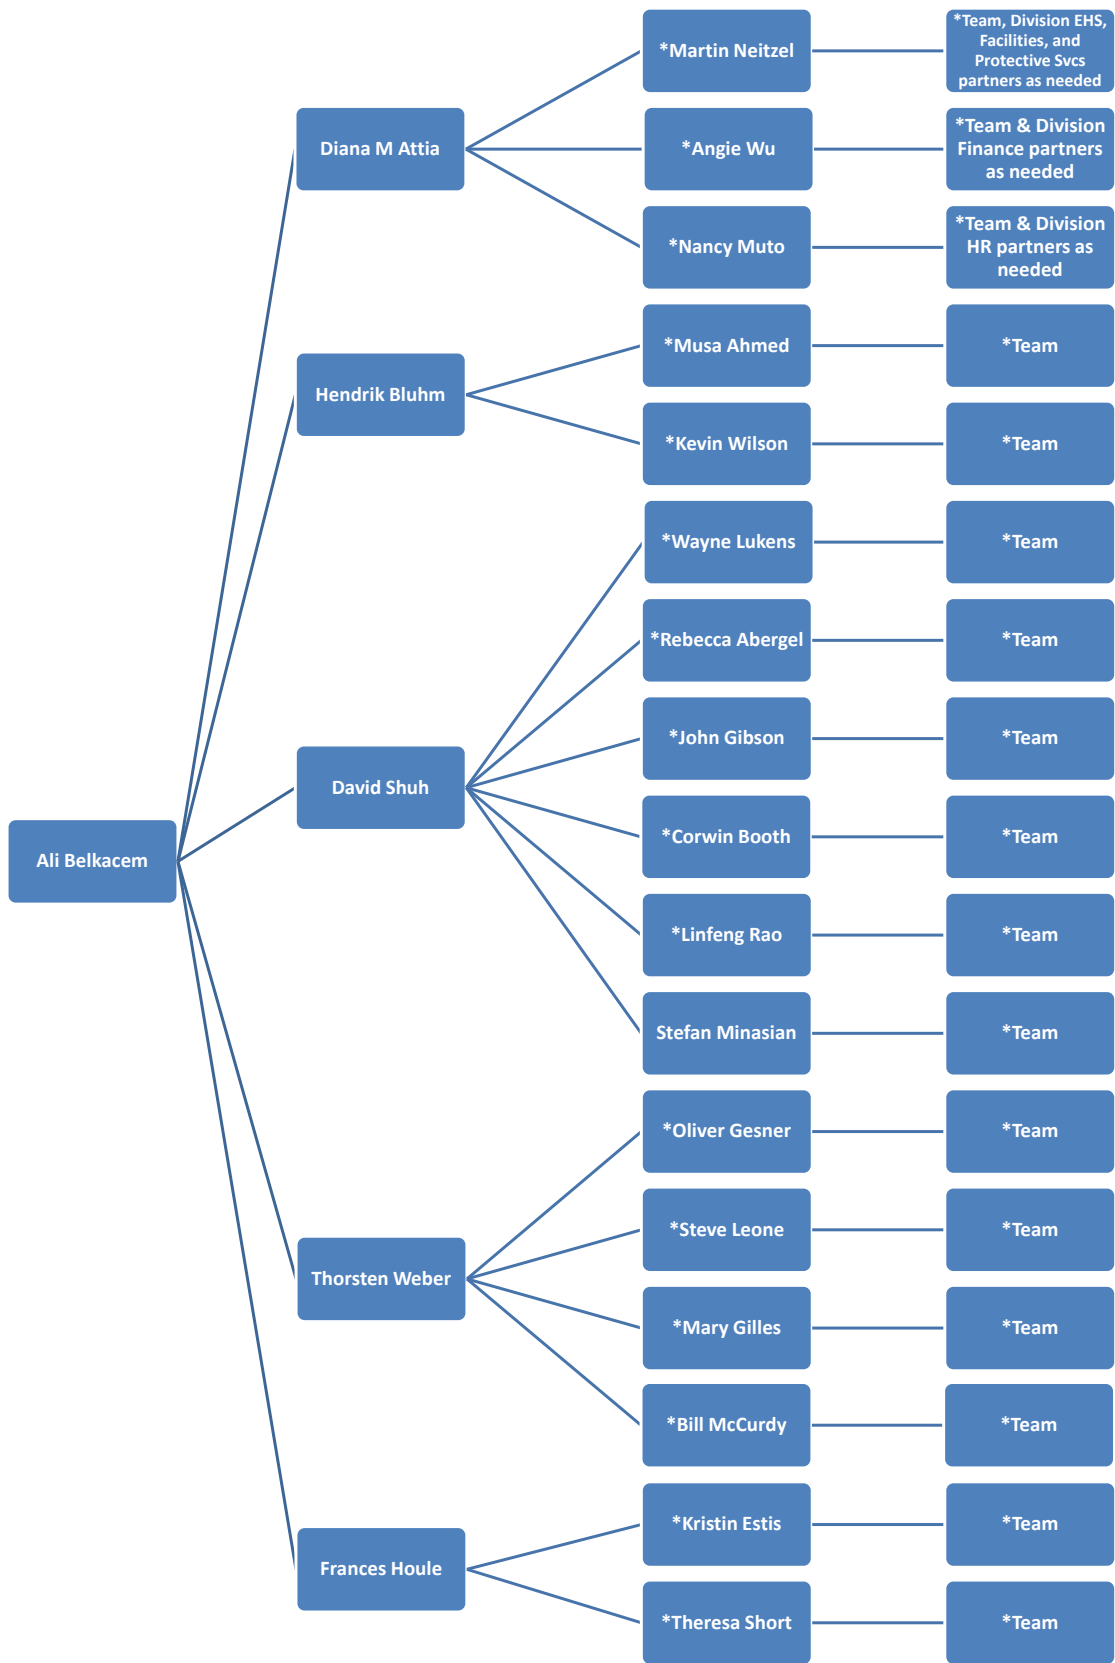 *Martin Neitzel
*Team, Division EHS,
Facilities, and
Protective Svcs
partners as needed
Diana M Attia
*Angie Wu
*Team & Division
Finance partners
as needed
*Nancy Muto
*Team & Division
HR partners as
needed
*Musa Ahmed
*Team
Hendrik Bluhm
*Kevin Wilson
*Team
*Wayne Lukens
*Team
*Rebecca Abergel
*Team
*John Gibson
*Team
David Shuh
*Corwin Booth
*Team
Ali Belkacem
*Linfeng Rao
*Team
Stefan Minasian
*Team
*Oliver Gesner
*Team
*Steve Leone
*Team
Thorsten Weber
*Mary Gilles
*Team
*Bill McCurdy
*Team
*Kristin Estis
*Team
Frances Houle
*Theresa Short
*Team